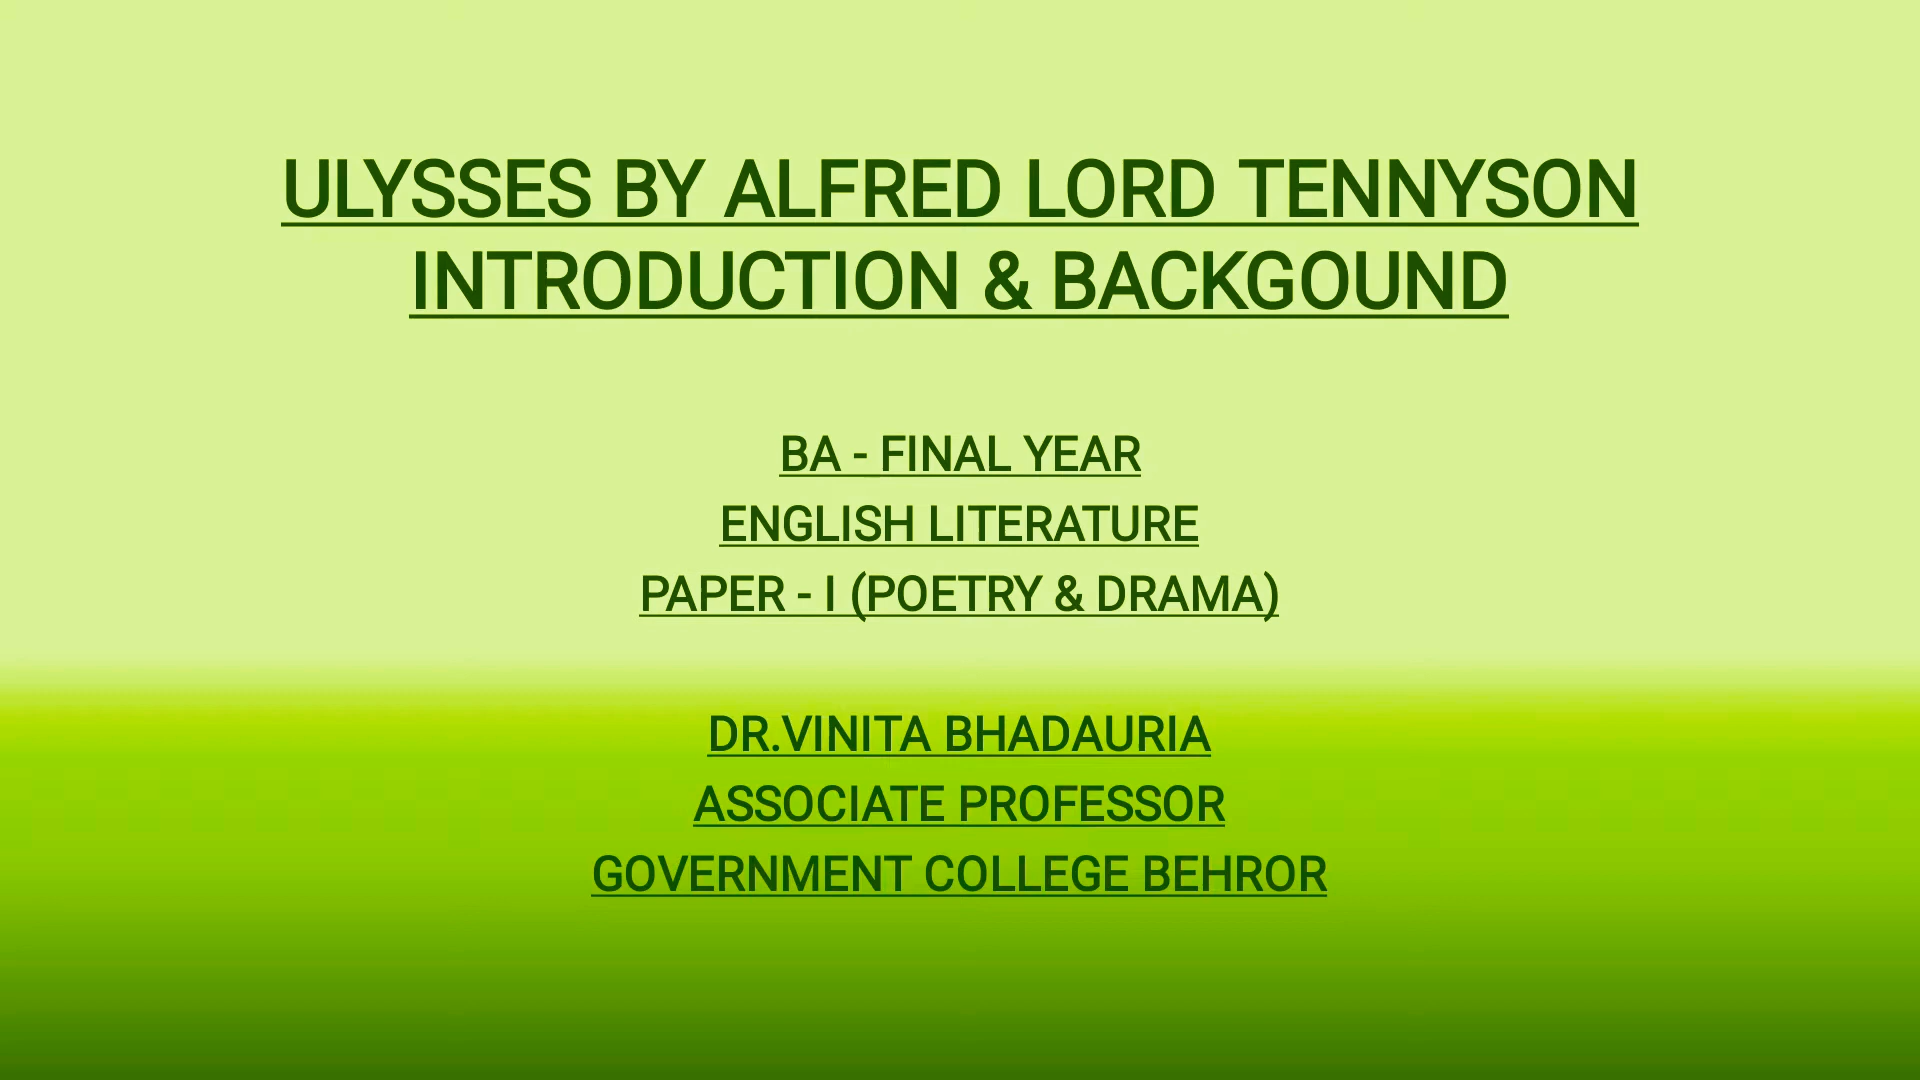 ULYSSES BY ALFRED LORD TENNYSON
INTRODUCTION & BACKGOUND
BA - FINAL YEAR
ENGLISH LITERATURE
PAPER - I (POETRY & DRAMA)
DR.VINITA BHADAURIA
ASSOCIATE PROFESSOR
GOVERNMENT COLLEGE BEHROR